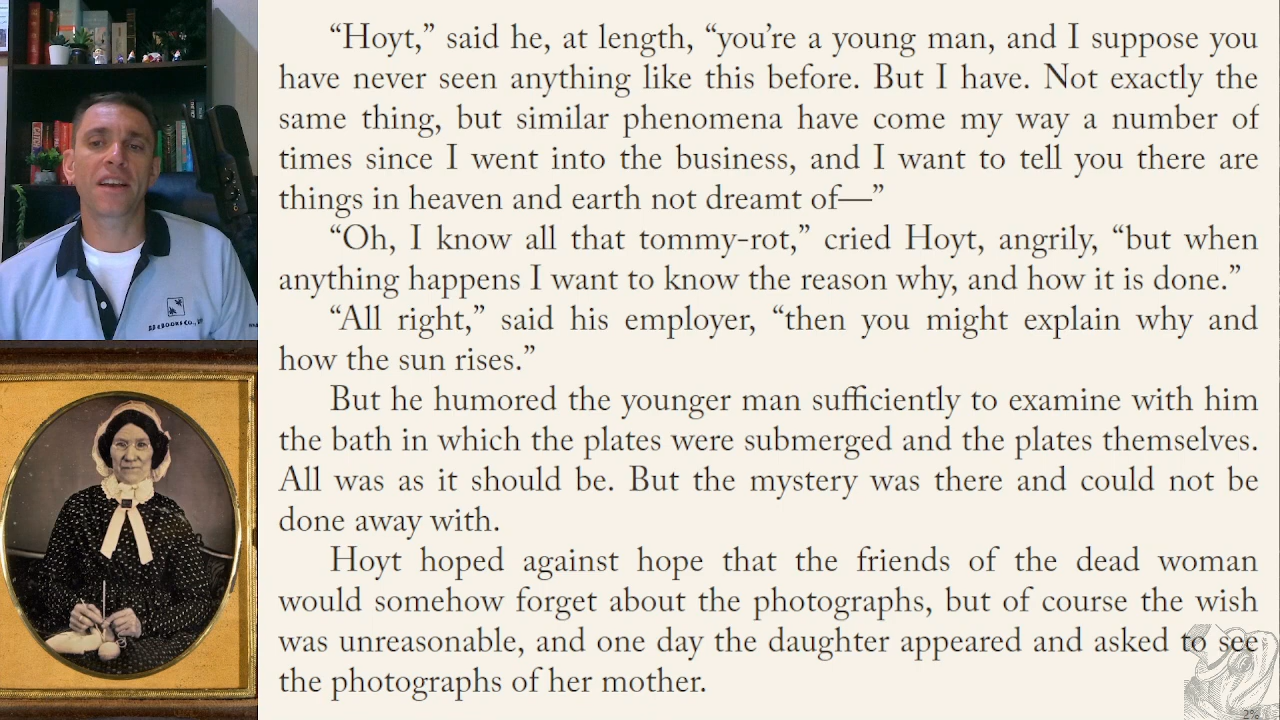 “Hoyt,” said he, at length, “you’re a young man, and I suppose you
have never seen anything like this before. But I have. Not exactly the
same thing, but similar phenomena have come my way a number of
times since I went into the business, and I want to tell you there are
things in heaven and earth not dreamt of—”
“Oh, I know all that tommy-rot,” cried Hoyt, angrily, “but when
anything happens I want to know the reason why, and how it is done.”
“All right,” said his employer, “then you might explain why and
how the sun rises.”
But he humored the younger man sufficiently to examine with him
the bath in which the plates were submerged and the plates themselves.
All was as it should be. But the mystery was there and could not be
done away with.
Hoyt hoped against hope that the friends of the dead woman
would somehow forget about the photographs, but of course the wish
was unreasonable, and one day the daughter appeared and asked to see
the photographs of her mother.
2%